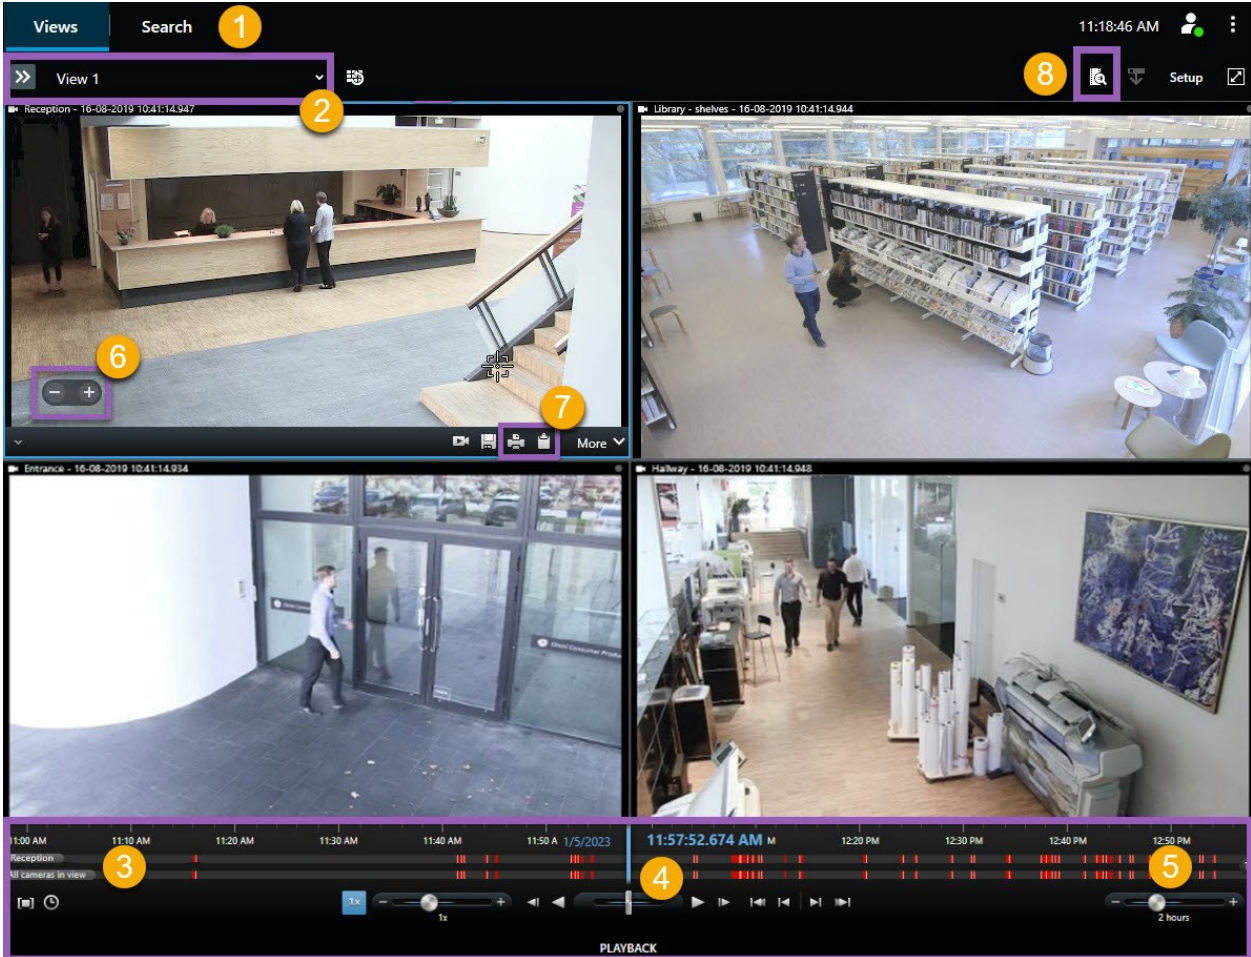 Views
Search
1
11:18:46 AM
View 1
2
8
Setup
Reception - 16-08-2019 10:41:14.947
Library - shelves - 16-08-2019 10:41:14.944
6
7
More
Entrance - 16-08-2019 10:41:14.934
Hallway - 16-08-2019 10:41:14.948
Omni Consumer Produ
11:00 AM
11:10 AM
11:20 AM
11:30 AM
11:40 AM
11:50 A
1/5/2023
11:57:52.674 AM
M
12:20 PM
12:30 PM
12:40 PM
12:50 PM
Reception
All cameras in view
3
4
5
1x
1x
2 hours
PLAYBACK